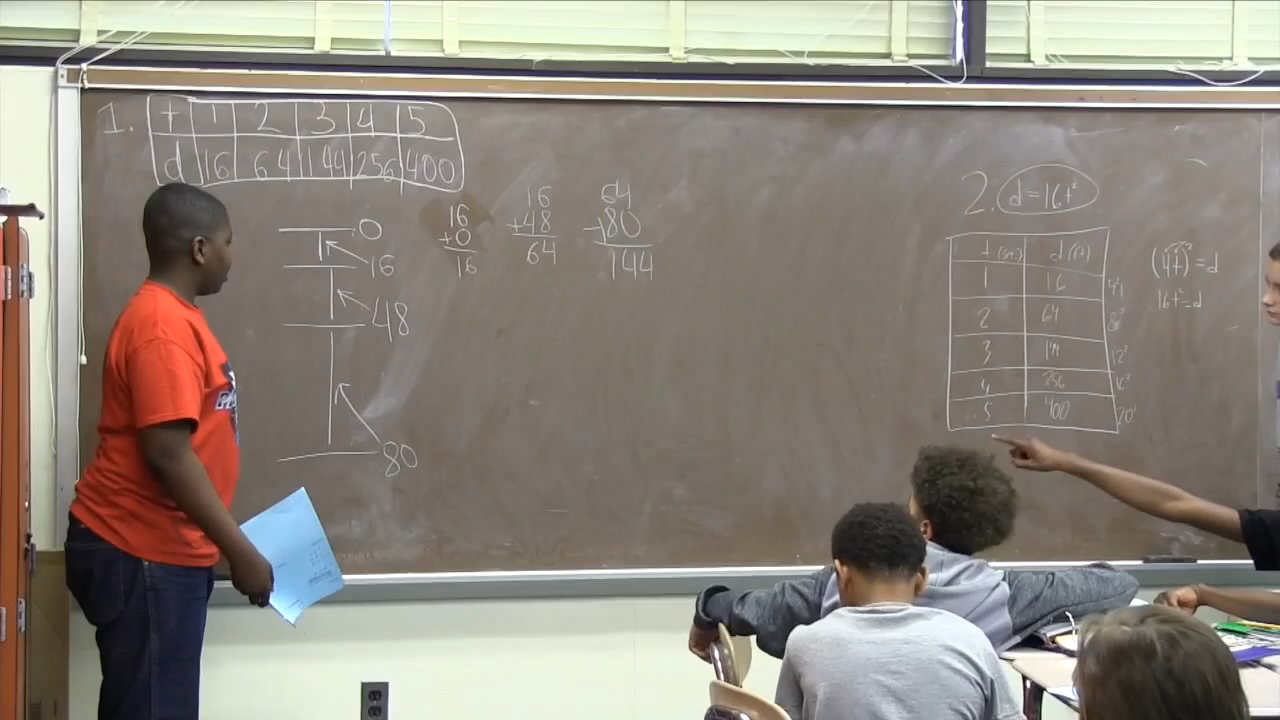 1.
t 1 2 3 4 5
d 16 64 144 256 400
0
16
48
80
16
+0
16
16
+48
64
64
+80
144
2. d=16t²
t (sec) d (ft)
1 16 4²
2 64 8²
3 144 12²
4 256 16²
5 400 20²
(4t)²=d
16t²=d